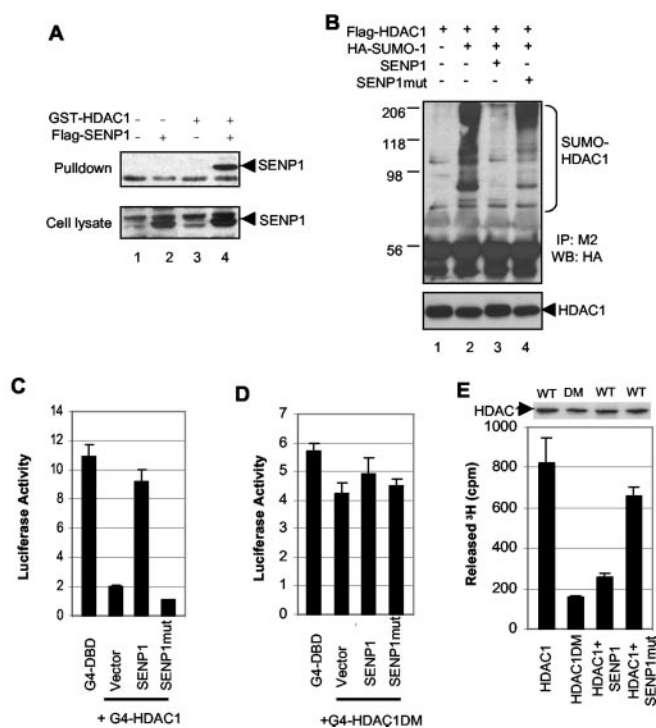 A
GST-HDAC1 - - + +
Flag-SENP1 - + - +
Pulldown
SENP1
Cell lysate
SENP1
1 2 3 4
B
Flag-HDAC1 + + + +
HA-SUMO-1 - + + +
SENP1 - - + -
SENP1mut - - - +
206
118
98
56
SUMO-
HDAC1
IP: M2
WB: HA
HDAC1
1 2 3 4
C
Luciferase Activity
14
12
10
8
6
4
2
0
G4-DBD
Vector
SENP1
SENP1mut
+ G4-HDAC1
D
Luciferase Activity
7
6
5
4
3
2
1
0
G4-DBD
Vector
SENP1
SENP1mut
+G4-HDAC1DM
E
WT DM WT WT
HDAC1
Released ³H (cpm)
1000
800
600
400
200
0
HDAC1
HDAC1DM
HDAC1+
SENP1
HDAC1+
SENP1mut